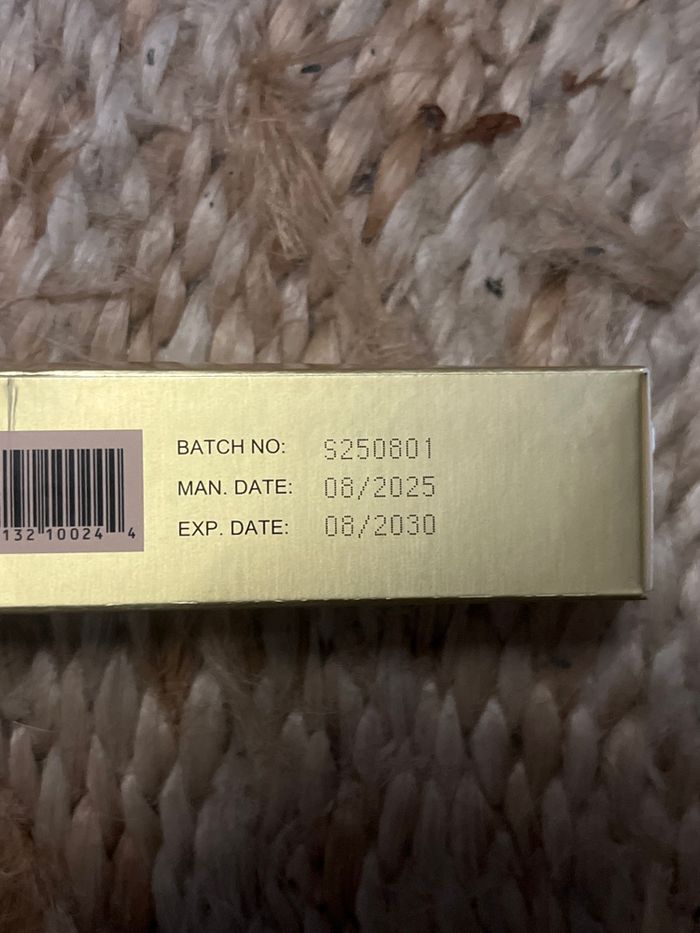 BATCH NO: S250801
MAN. DATE: 08/2025
EXP. DATE: 08/2030
132 10024 4